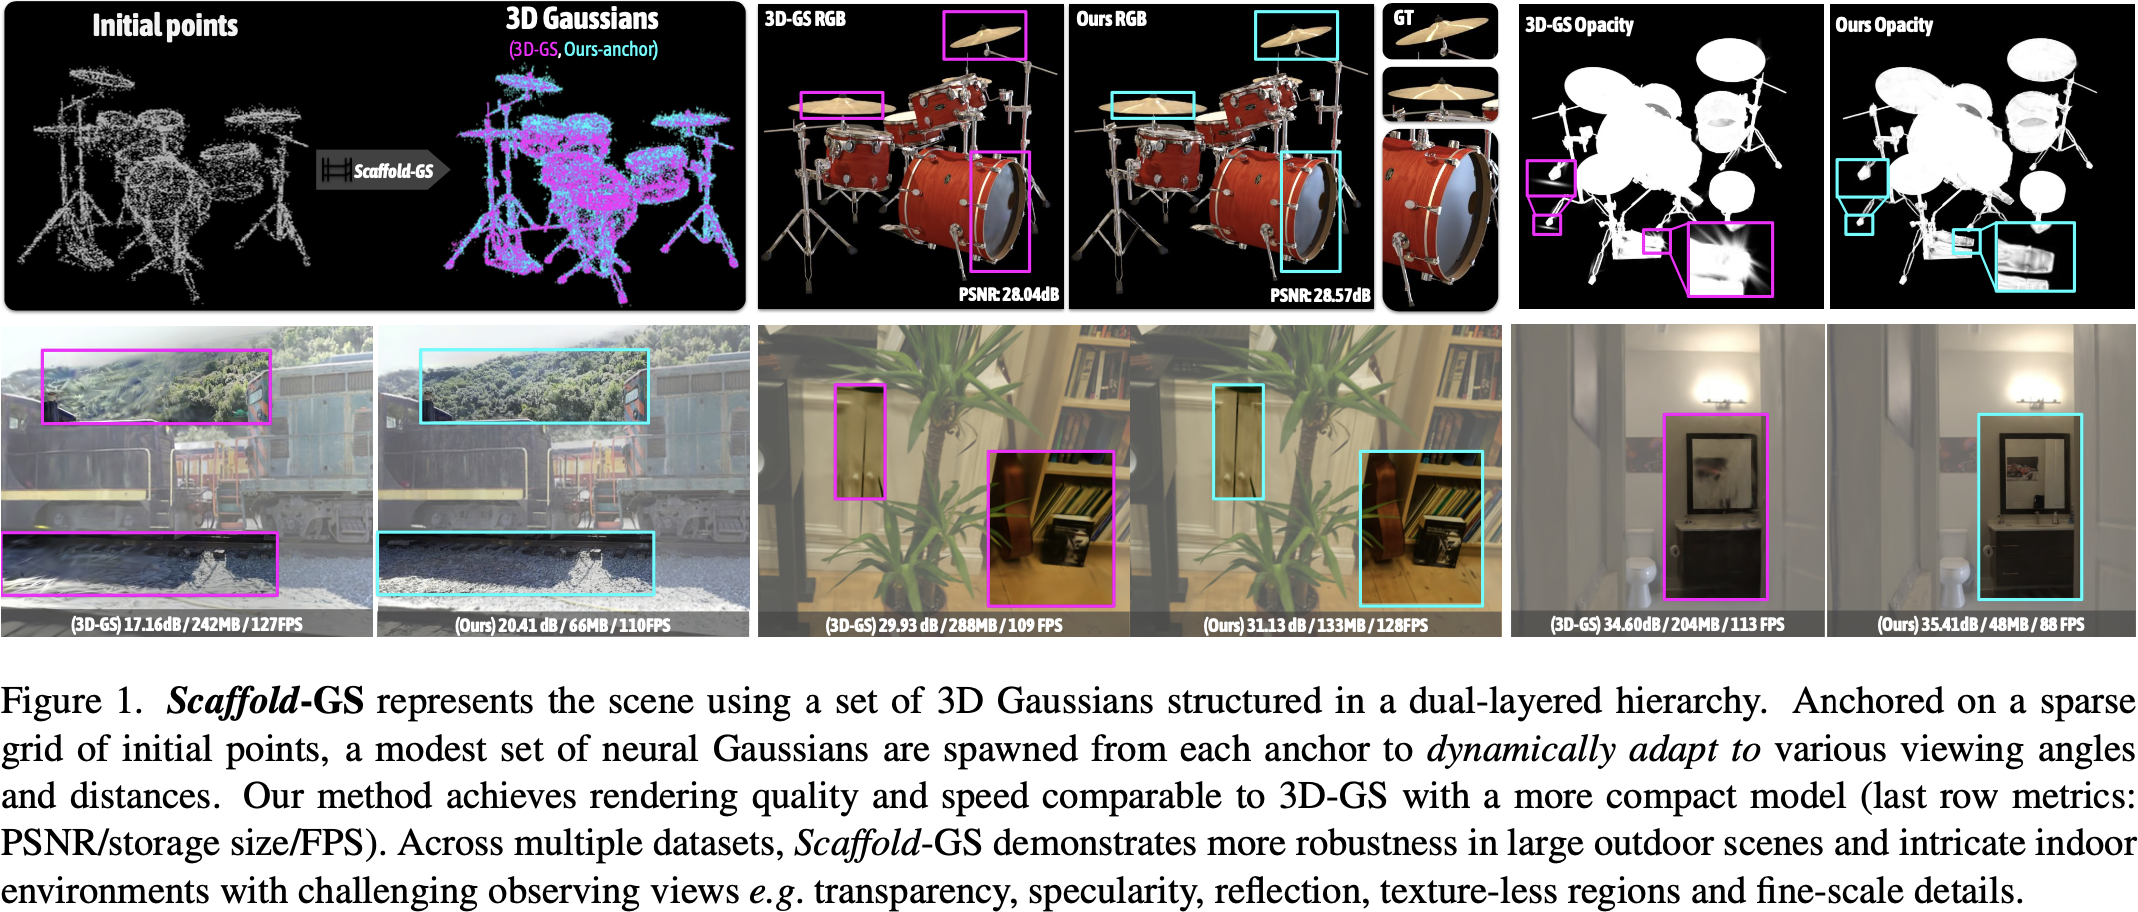 Initial points
3D Gaussians
(3D-GS, Ours-anchor)
Scaffold-GS
3D-GS RGB
PSNR: 28.04dB
Ours RGB
PSNR: 28.57dB
GT
3D-GS Opacity
Ours Opacity
(3D-GS) 17.16dB / 242MB / 127FPS
(Ours) 20.41 dB / 66MB / 110FPS
(3D-GS) 29.93 dB / 288MB / 109 FPS
(Ours) 31.13 dB / 133MB / 128FPS
(3D-GS) 34.60dB / 204MB / 113 FPS
(Ours) 35.41dB / 48MB / 88 FPS
Figure 1. Scaffold-GS represents the scene using a set of 3D Gaussians structured in a dual-layered hierarchy. Anchored on a sparse
grid of initial points, a modest set of neural Gaussians are spawned from each anchor to dynamically adapt to various viewing angles
and distances. Our method achieves rendering quality and speed comparable to 3D-GS with a more compact model (last row metrics:
PSNR/storage size/FPS). Across multiple datasets, Scaffold-GS demonstrates more robustness in large outdoor scenes and intricate indoor
environments with challenging observing views e.g. transparency, specularity, reflection, texture-less regions and fine-scale details.